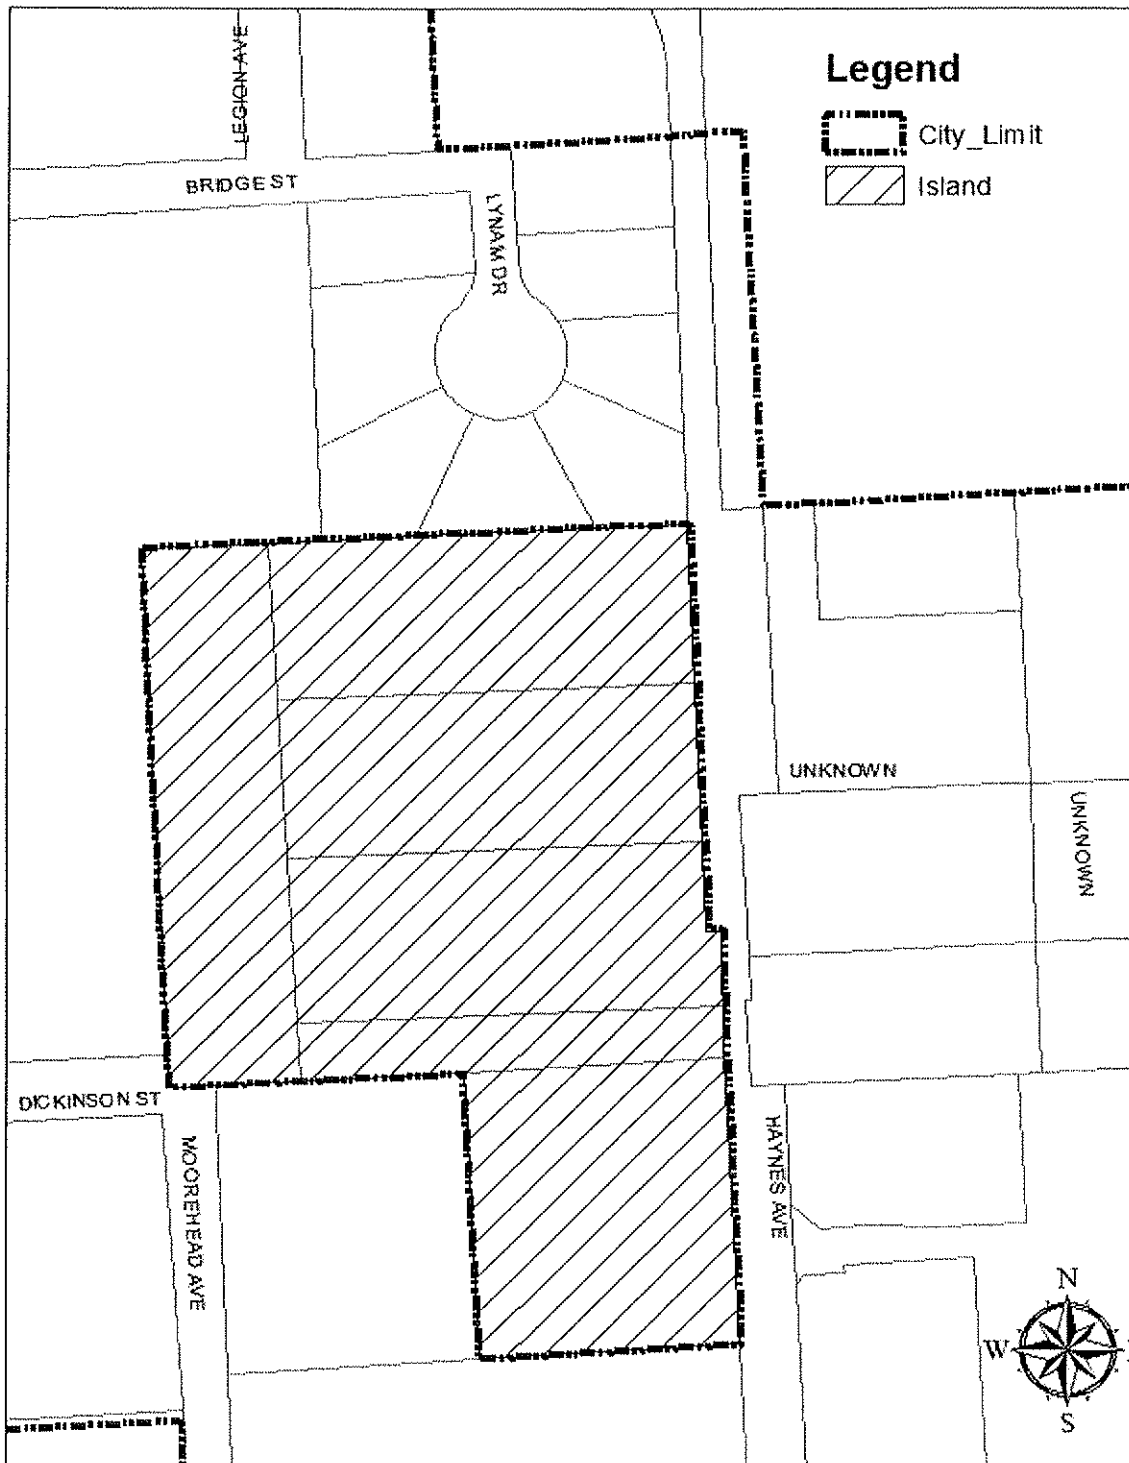 LEGION AVE
Legend
City_Limit
Island
BRIDGE ST
LYNAM DR
UNKNOWN
UNKNOWN
DICKINSON ST
MOOREHEAD AVE
HAYNES AVE
N
W
S